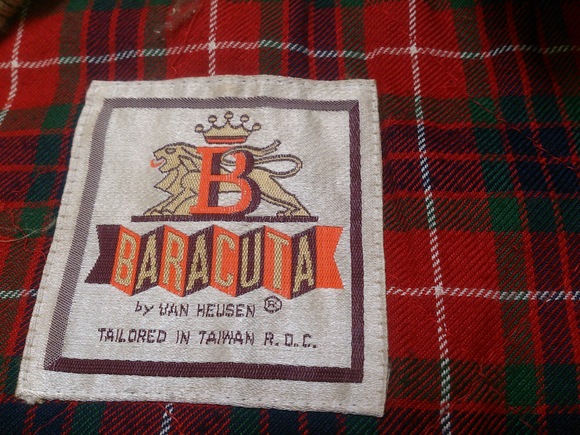 B
BARACUTA
by VAN HEUSEN ®
TAILORED IN TAIWAN R.O.C.